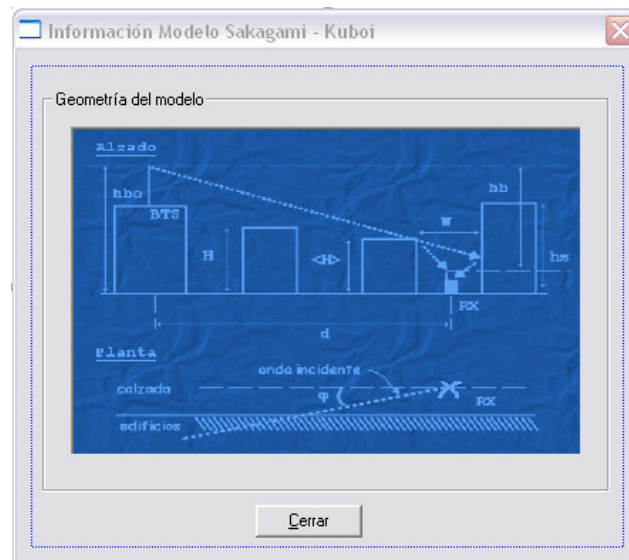 Información Modelo Sakagami - Kuboi
Geometría del modelo
Alzado
hbo
BTS
hb
W
H
<H>
hs
RX
d
Planta
onda incidente
calzada
φ
RX
edificios
Cerrar